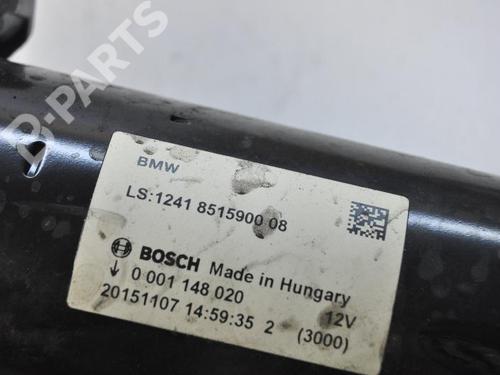 B-PARTS
BMW
LS:1241 8515900 08
BOSCH Made in Hungary
0 001 148 020 12V
20151107 14:59:35 2 (3000)